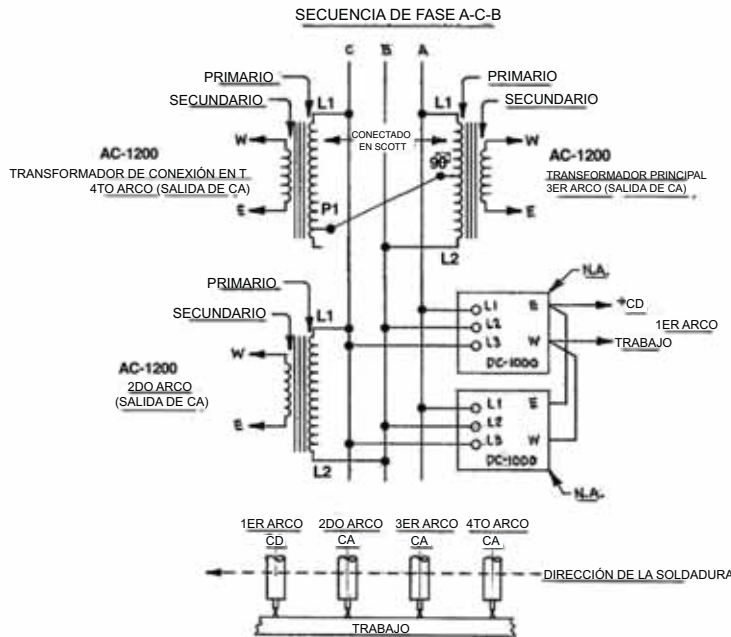 SECUENCIA DE FASE A-C-B
C B A
PRIMARIO
SECUNDARIO
L1
W
AC-1200
TRANSFORMADOR DE CONEXIÓN EN T
4TO ARCO (SALIDA DE CA)
E
P1
CONECTADO
EN SCOTT
90°
L1
PRIMARIO
SECUNDARIO
W
AC-1200
TRANSFORMADOR PRINCIPAL
3ER ARCO (SALIDA DE CA)
E
L2
PRIMARIO
SECUNDARIO
L1
W
AC-1200
2DO ARCO
(SALIDA DE CA)
E
L2
N.A.
L1 E
L2
L3 W
DC-1000
+CD
1ER ARCO
TRABAJO
L1 E
L2
L3 W
DC-1000
N.A.
1ER ARCO 2DO ARCO 3ER ARCO 4TO ARCO
CD CA CA CA
DIRECCIÓN DE LA SOLDADURA
TRABAJO